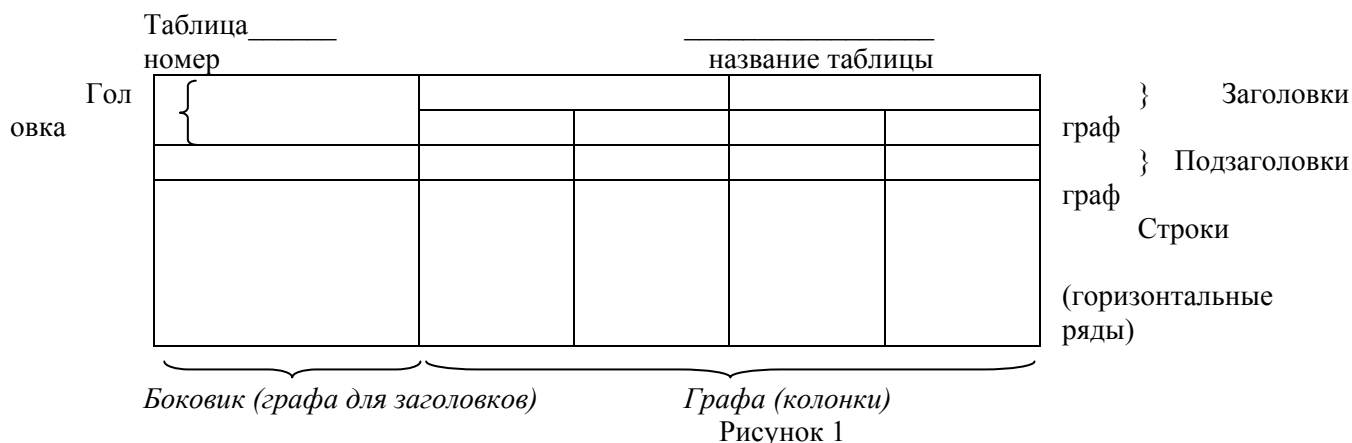 Таблица______ _________________
номер название таблицы
Гол } Заголовки
овка граф
} Подзаголовки
граф
Строки
(горизонтальные
ряды)
Боковик (графа для заголовков) Графа (колонки)
Рисунок 1